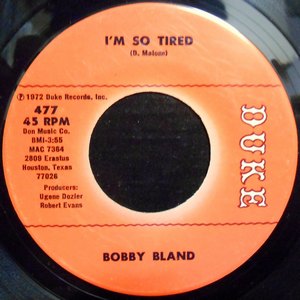 I'M SO TIRED
(D. Malone)
℗1972 Duke Records, Inc.
477
45 RPM
Don Music Co.
BMI-3:55
MAC 7364
2809 Erastus
Houston, Texas
77026
Producers:
Ugene Dozier
Robert Evans
DUKE
BOBBY BLAND